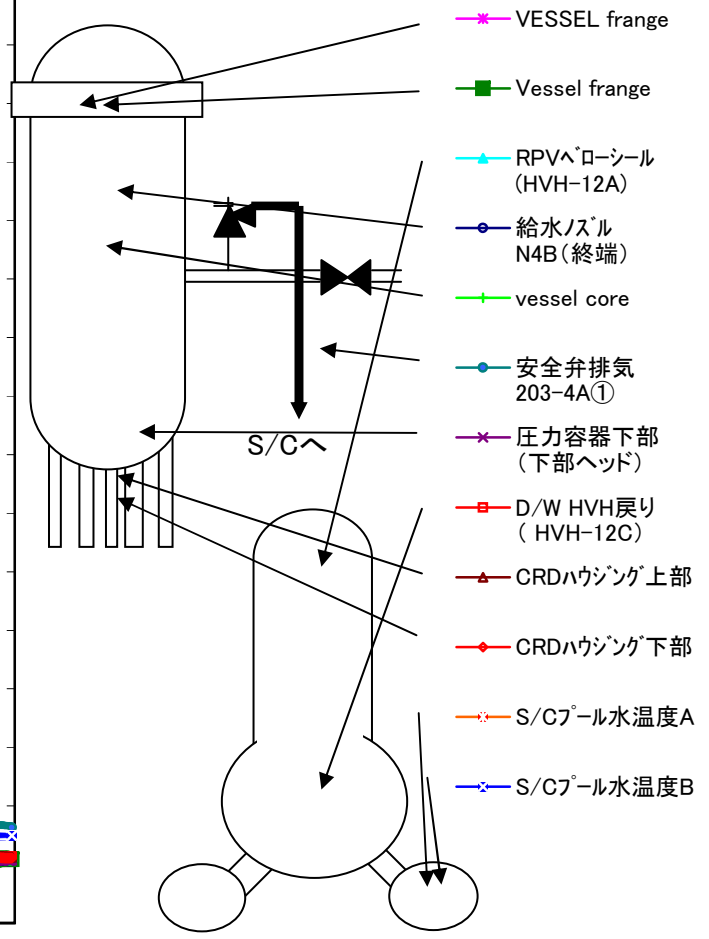 VESSEL frange
Vessel frange
RPVベローシール
(HVH-12A)
給水ノズル
N4B(終端)
vessel core
安全弁排気
203-4A①
S/Cへ
圧力容器下部
(下部ヘッド)
D/W HVH戻り
( HVH-12C)
CRDハウジング上部
CRDハウジング下部
S/Cプール水温度A
S/Cプール水温度B